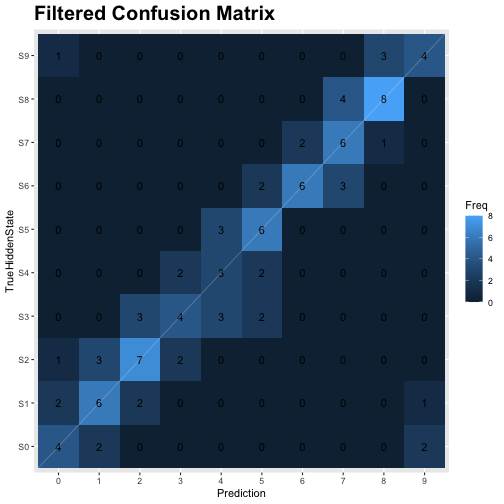 Filtered Confusion Matrix
S9 1 0 0 0 0 0 0 0 3 4
S8 0 0 0 0 0 0 0 4 8 0
S7 0 0 0 0 0 0 2 6 1 0
S6 0 0 0 0 0 2 6 3 0 0
S5 0 0 0 0 3 6 0 0 0 0
S4 0 0 0 2 3 2 0 0 0 0
S3 0 0 3 4 3 2 0 0 0 0
S2 1 3 7 2 0 0 0 0 0 0
S1 2 6 2 0 0 0 0 0 0 1
S0 4 2 0 0 0 0 0 0 0 2
0 1 2 3 4 5 6 7 8 9
Prediction
TrueHiddenState
Freq
8
6
4
2
0